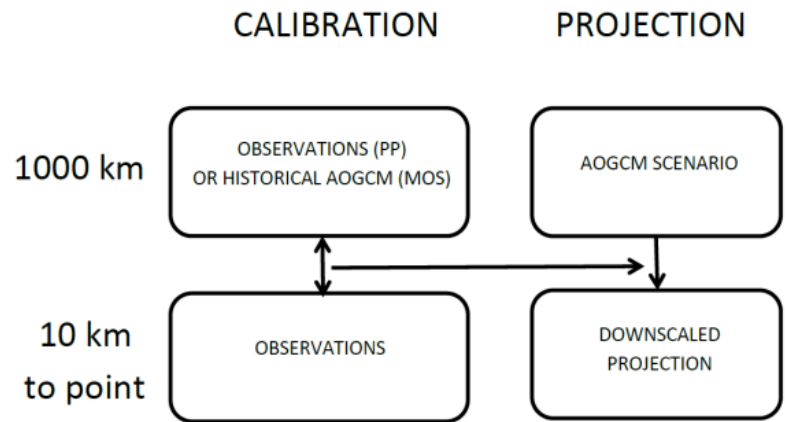 CALIBRATION
PROJECTION
1000 km
OBSERVATIONS (PP)
OR HISTORICAL AOGCM (MOS)
AOGCM SCENARIO
10 km
to point
OBSERVATIONS
DOWNSCALED
PROJECTION